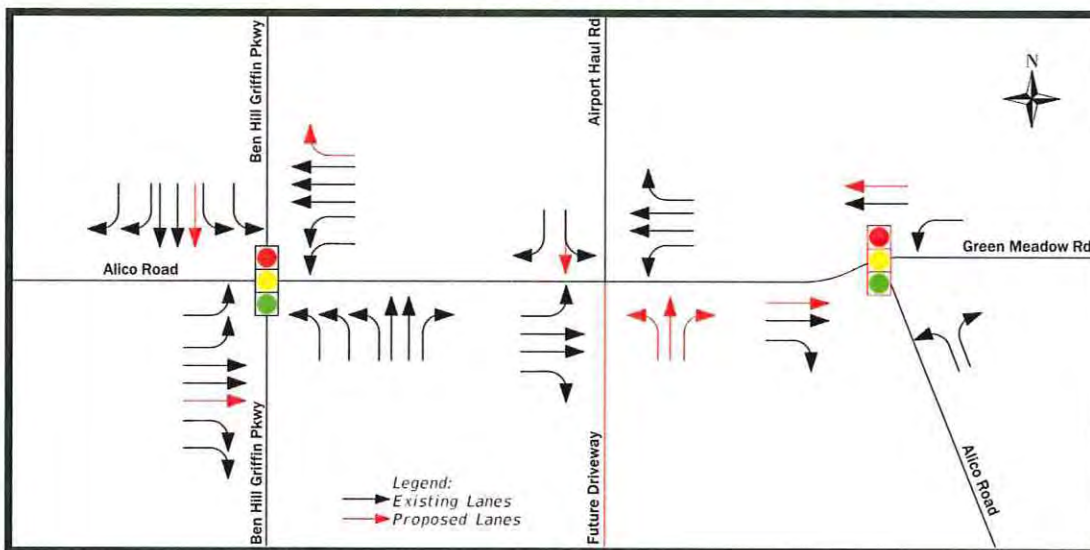 Ben Hill Griffin Pkwy
Airport Haul Rd
N
Alico Road
Green Meadow Rd
Ben Hill Griffin Pkwy
Future Driveway
Alico Road
Legend:
Existing Lanes
Proposed Lanes